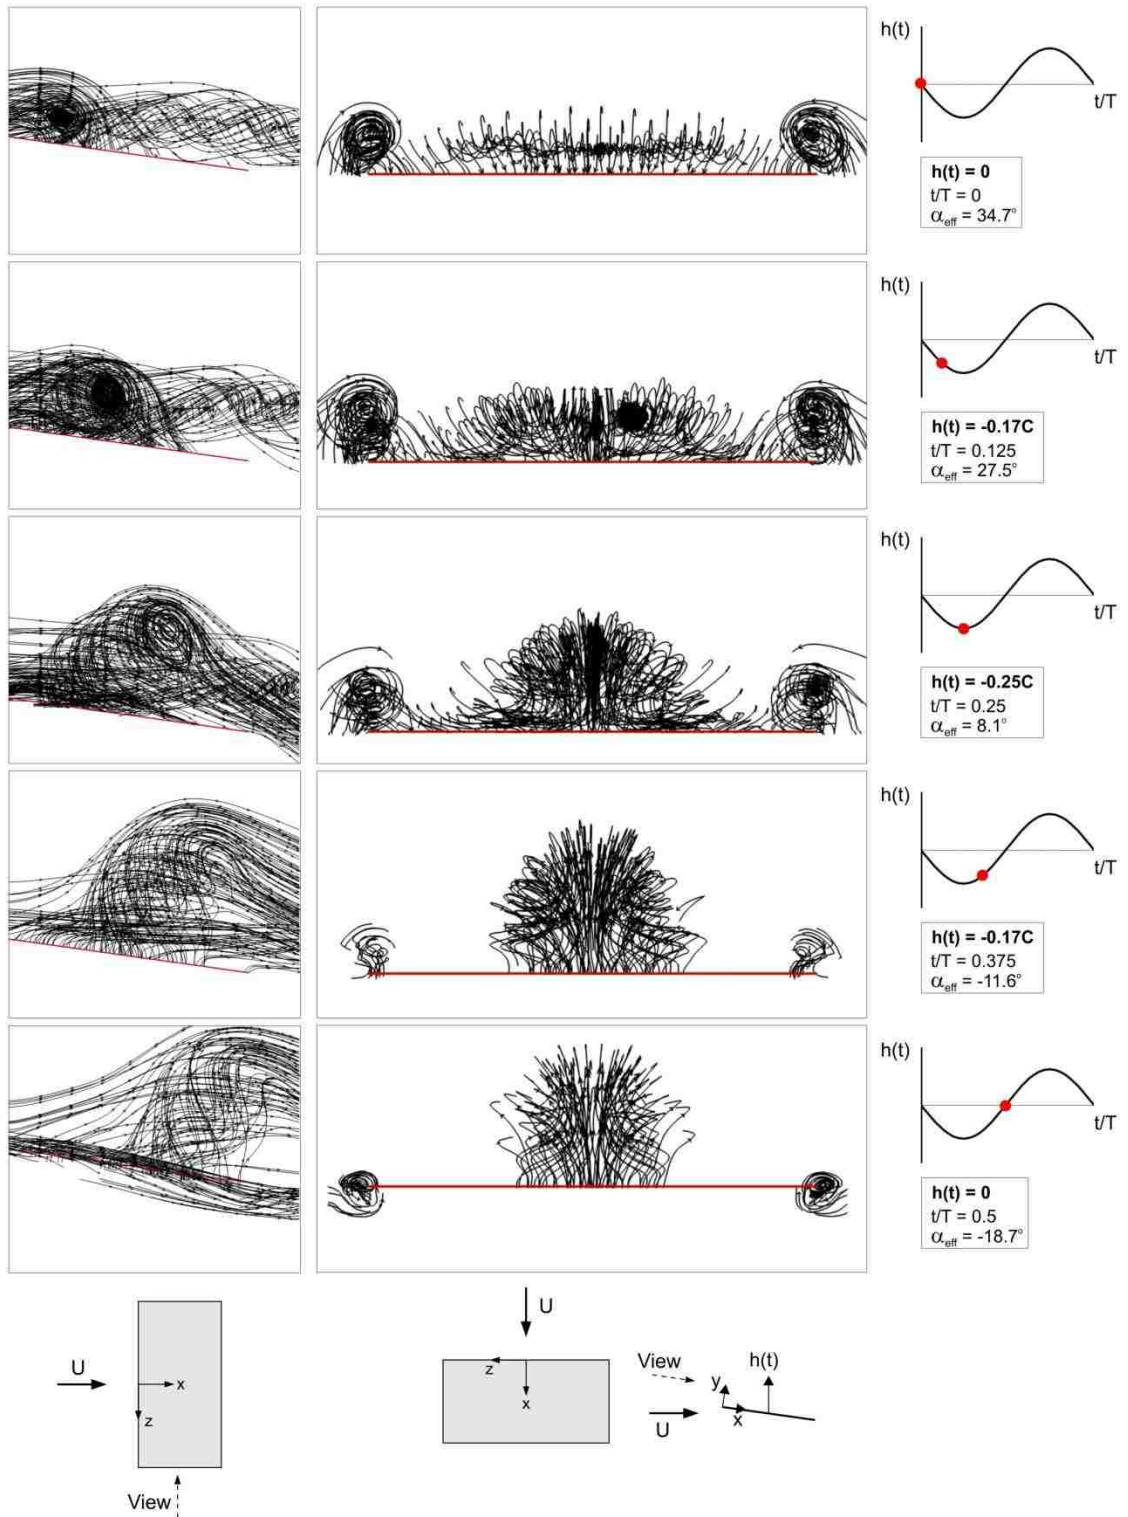 h(t)
t/T
h(t) = 0
t/T = 0
αeff = 34.7°
h(t)
t/T
h(t) = -0.17C
t/T = 0.125
αeff = 27.5°
h(t)
t/T
h(t) = -0.25C
t/T = 0.25
αeff = 8.1°
h(t)
t/T
h(t) = -0.17C
t/T = 0.375
αeff = -11.6°
h(t)
t/T
h(t) = 0
t/T = 0.5
αeff = -18.7°
U
x
z
View
U
z
x
View
h(t)
y
x
U